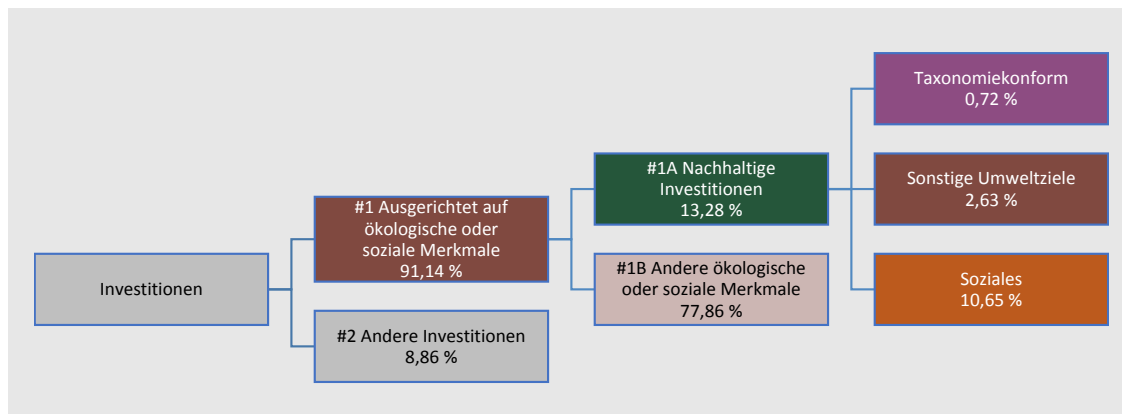 Investitionen
#1 Ausgerichtet auf
ökologische oder
soziale Merkmale
91,14 %
#2 Andere Investitionen
8,86 %
#1A Nachhaltige
Investitionen
13,28 %
#1B Andere ökologische
oder soziale Merkmale
77,86 %
Taxonomiekonform
0,72 %
Sonstige Umweltziele
2,63 %
Soziales
10,65 %